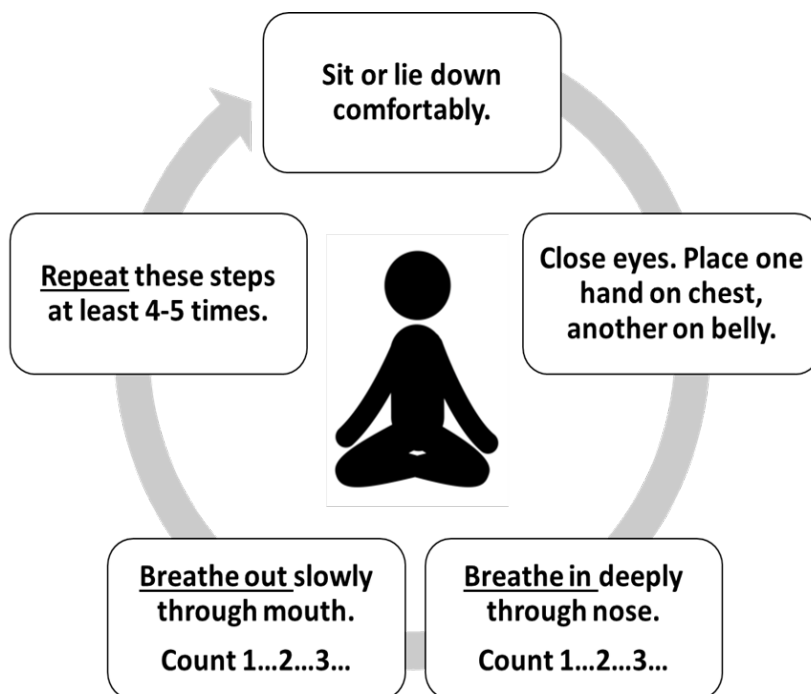 Sit or lie down
comfortably.
Close eyes. Place one
hand on chest,
another on belly.
Breathe in deeply
through nose.
Count 1...2...3...
Breathe out slowly
through mouth.
Count 1...2...3...
Repeat these steps
at least 4-5 times.